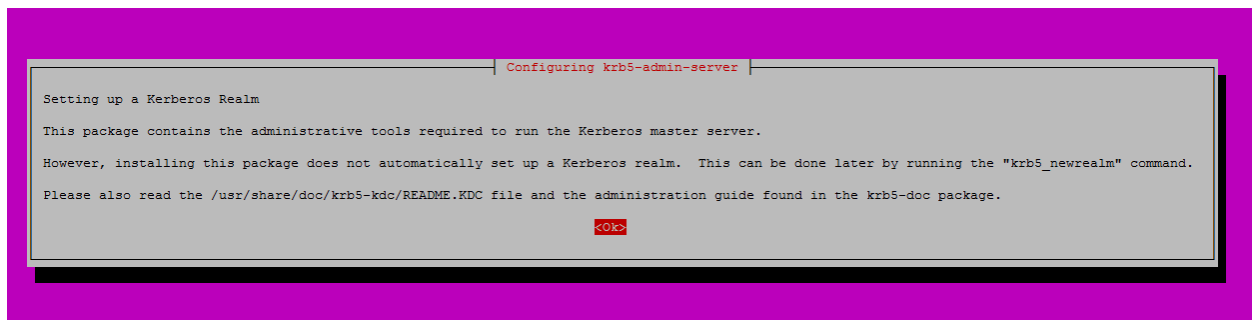 Configuring krb5-admin-server
Setting up a Kerberos Realm
This package contains the administrative tools required to run the Kerberos master server.
However, installing this package does not automatically set up a Kerberos realm.  This can be done later by running the "krb5_newrealm" command.
Please also read the /usr/share/doc/krb5-kdc/README.KDC file and the administration guide found in the krb5-doc package.
<Ok>